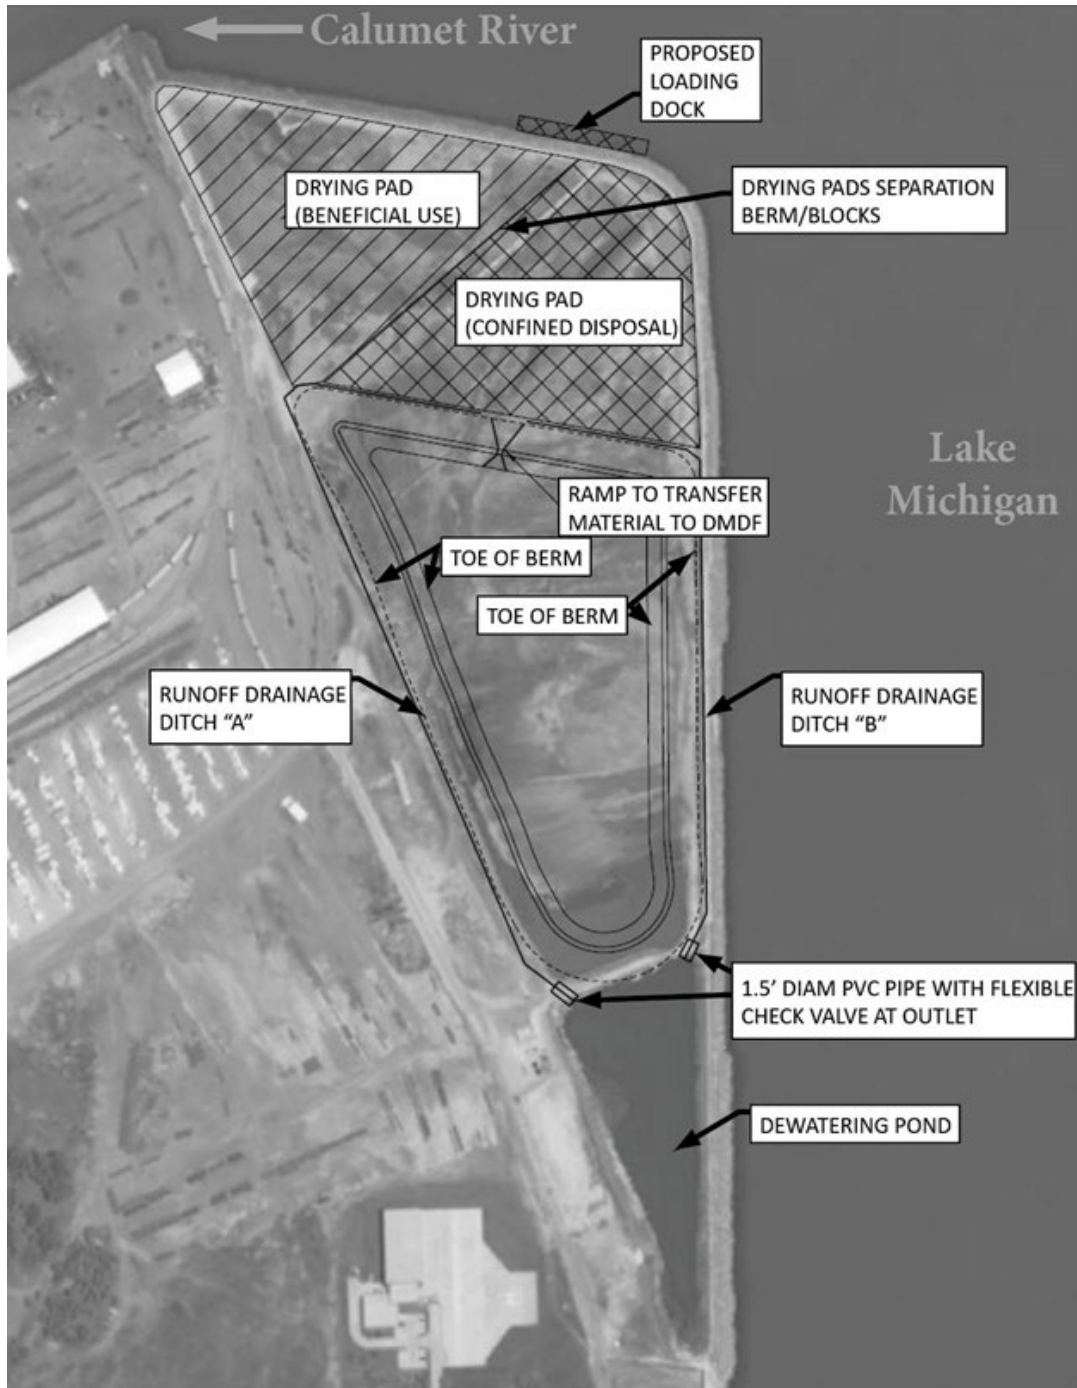 Calumet River
PROPOSED
LOADING
DOCK
DRYING PAD
(BENEFICIAL USE)
DRYING PADS SEPARATION
BERM/BLOCKS
DRYING PAD
(CONFINED DISPOSAL)
Lake
Michigan
RAMP TO TRANSFER
MATERIAL TO DMDF
TOE OF BERM
TOE OF BERM
RUNOFF DRAINAGE
DITCH “A”
RUNOFF DRAINAGE
DITCH “B”
1.5’ DIAM PVC PIPE WITH FLEXIBLE
CHECK VALVE AT OUTLET
DEWATERING POND